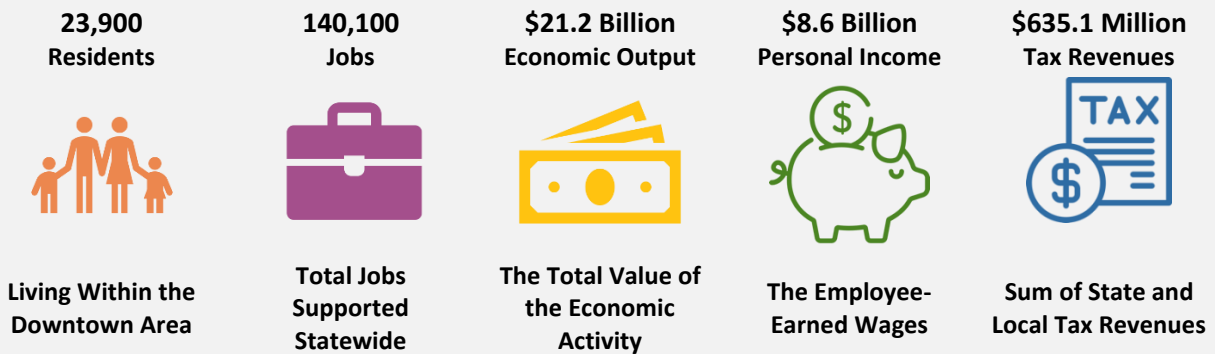 23,900
Residents
140,100
Jobs
$21.2 Billion
Economic Output
$8.6 Billion
Personal Income
$635.1 Million
Tax Revenues
$
TAX
$
Living Within the
Downtown Area
Total Jobs
Supported
Statewide
The Total Value of
the Economic
Activity
The Employee-
Earned Wages
Sum of State and
Local Tax Revenues